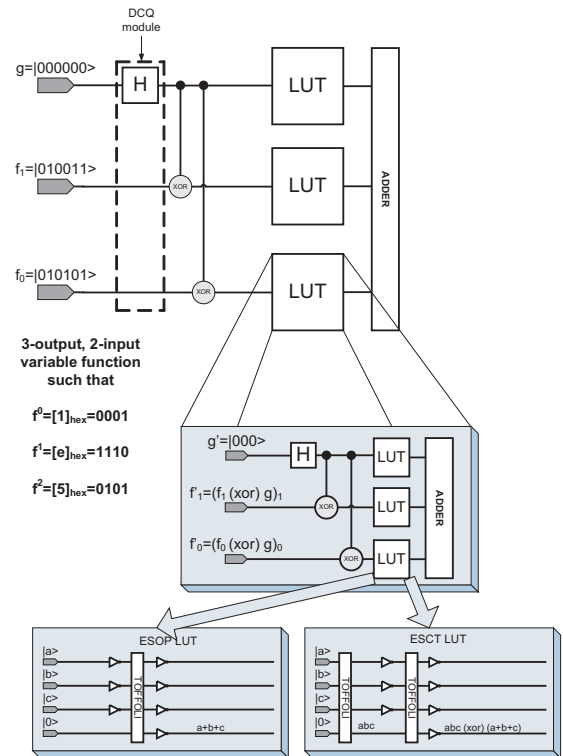 DCQ
module
g=|000000>
H
LUT
f1=|010011>
XOR
LUT
ADDER
f0=|010101>
XOR
LUT
3-output, 2-input
variable function
such that
f⁰=[1]hex=0001
f¹=[e]hex=1110
f²=[5]hex=0101
g'=|000>
H
LUT
f'1=(f1 (xor) g)1
XOR
LUT
ADDER
f'0=(f0 (xor) g)0
XOR
LUT
ESOP LUT
|a>
|b>
|c>
|0>
TOFFOLI
a+b+c
ESCT LUT
|a>
|b>
|c>
|0>
TOFFOLI
abc
TOFFOLI
abc (xor) (a+b+c)